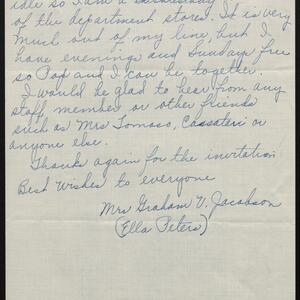 idle so I am a saleslady
of the department stores. It is very
much out of my line, but I
have evenings and Sundays free
so Pop and I can be together.
I would be glad to hear from any
staff member or other friends
such as Mrs Tomaso, Cassateri or
anyone else.
Thanks again for the invitation
Best Wishes to everyone
Mrs Graham V. Jacobson
(Ella Peters)